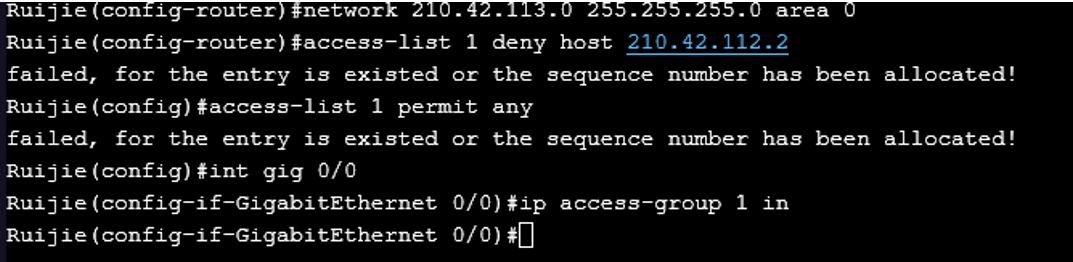 Ruijie(config-router)#network 210.42.113.0 255.255.255.0 area 0
Ruijie(config-router)#access-list 1 deny host 210.42.112.2
failed, for the entry is existed or the sequence number has been allocated!
Ruijie(config)#access-list 1 permit any
failed, for the entry is existed or the sequence number has been allocated!
Ruijie(config)#int gig 0/0
Ruijie(config-if-GigabitEthernet 0/0)#ip access-group 1 in
Ruijie(config-if-GigabitEthernet 0/0)#